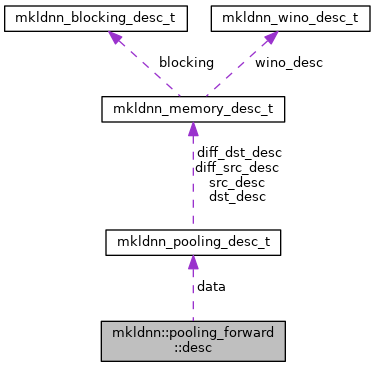 mkldnn_blocking_desc_t
mkldnn_wino_desc_t
blocking
wino_desc
mkldnn_memory_desc_t
diff_dst_desc
diff_src_desc
src_desc
dst_desc
mkldnn_pooling_desc_t
data
mkldnn::pooling_forward
::desc